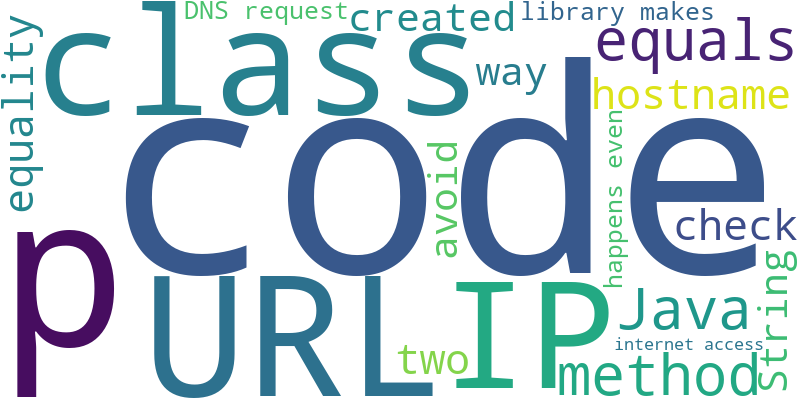 DNS request
created
library makes
class
equals
way
equality
hostname
code
avoid
happens even
check
p
URL
IP
Java
String
internet access
two
method